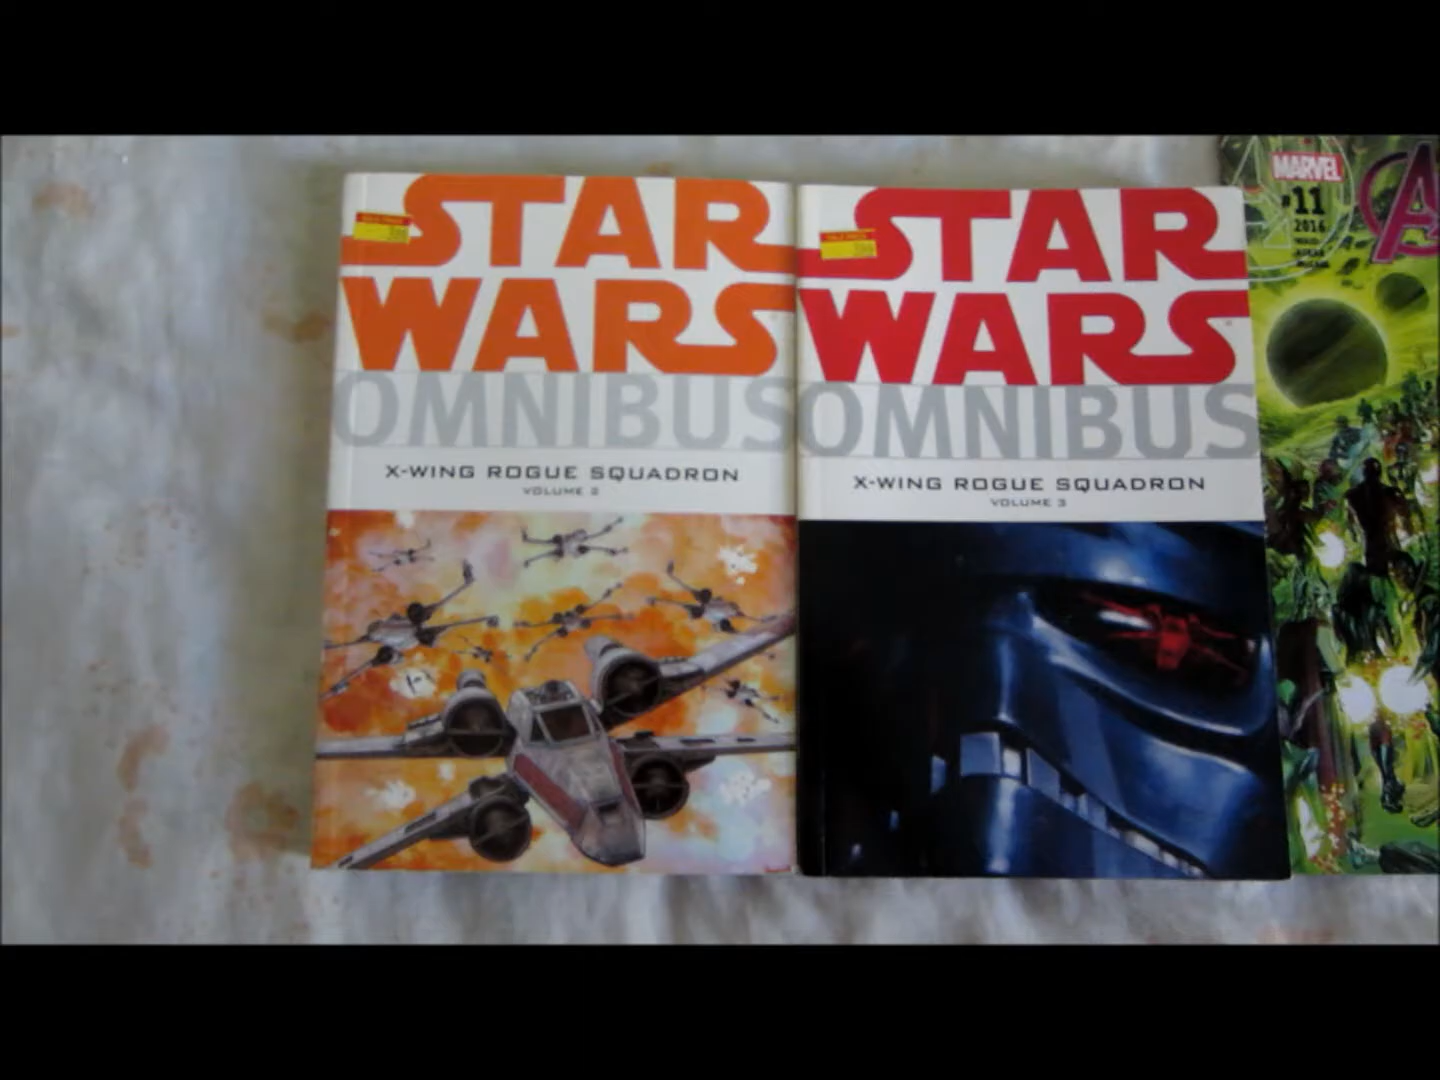 STAR
WARS
OMNIBUS
X-WING ROGUE SQUADRON
VOLUME 2
STAR
WARS
OMNIBUS
X-WING ROGUE SQUADRON
VOLUME 3
MARVEL
#11
2016
A